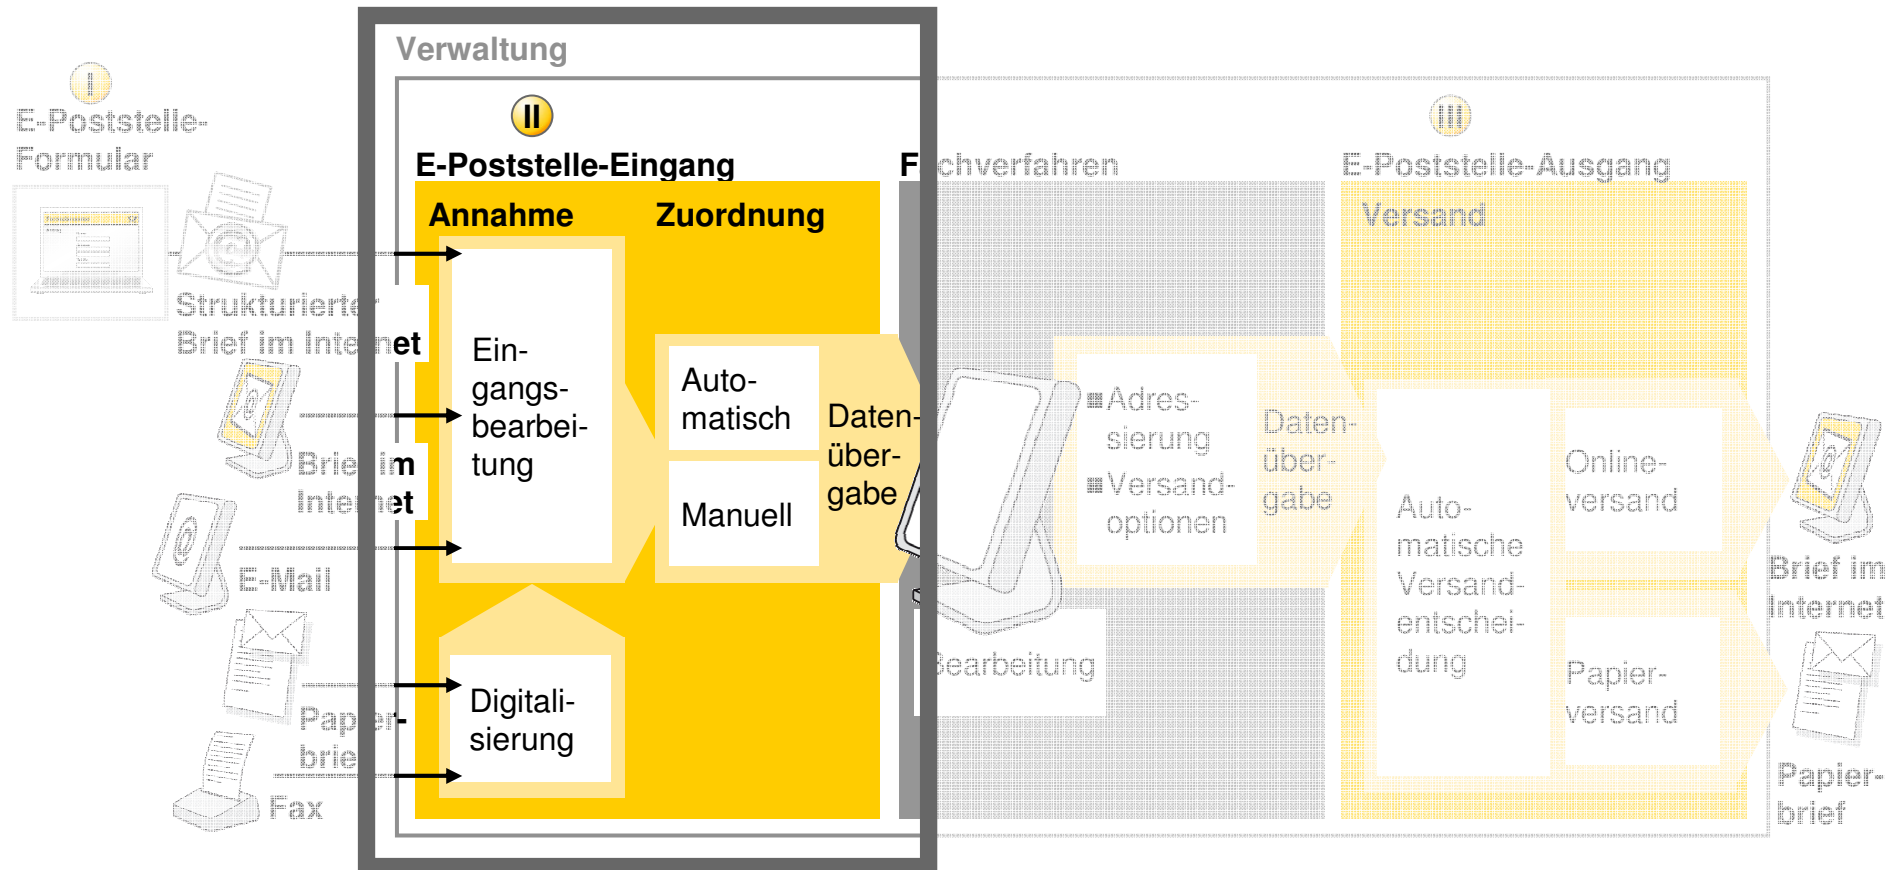 Verwaltung
I
E-Poststelle-
Formular
Strukturierter
Brief im Internet
Brief im
Internet
E-Mail
Papier-
brief
Fax
II
E-Poststelle-Eingang
Annahme
Zuordnung
Ein-
gangs-
bearbei-
tung
Digitali-
sierung
Auto-
matisch
Manuell
Daten-
über-
gabe
Fachverfahren
Bearbeitung
Adres-
sierung
Versand-
optionen
Daten-
über-
gabe
III
E-Poststelle-Ausgang
Versand
Auto-
matische
Versand-
entschei-
dung
Online-
versand
Papier-
versand
Brief im
Internet
Papier-
brief